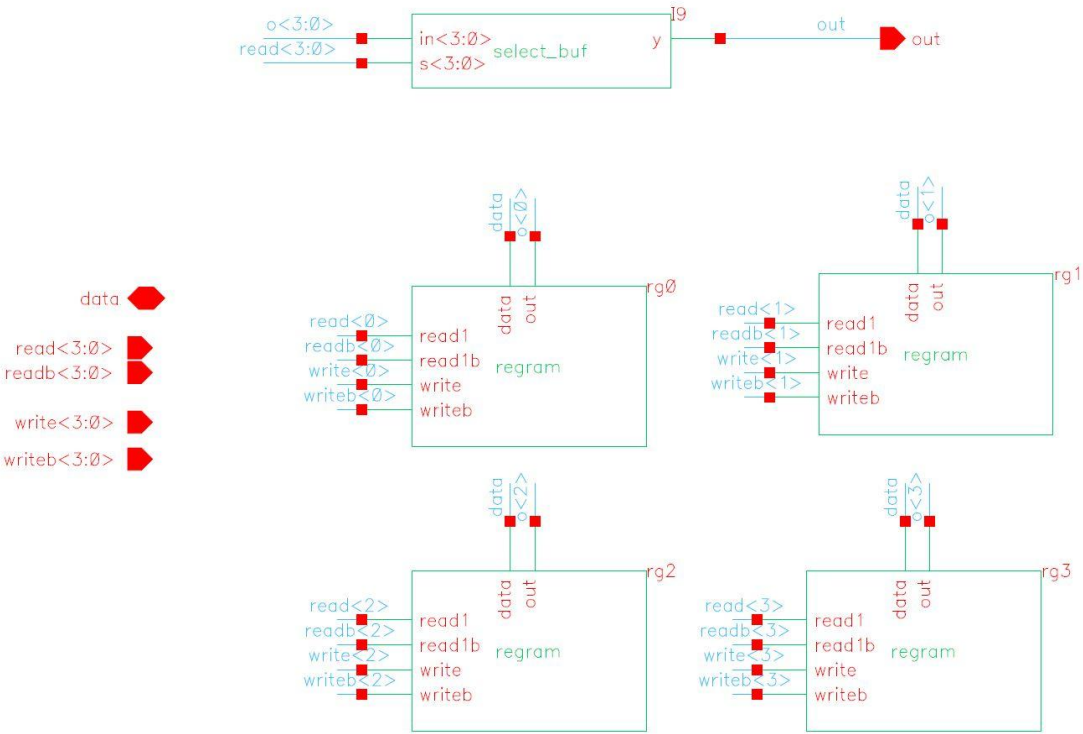 I9
o<3:0>
read<3:0>
in<3:0>
s<3:0>
select_buf
y
out
out
data
o<0>
data
o<1>
data
read<3:0>
readb<3:0>
write<3:0>
writeb<3:0>
rg0
data
out
read<0>
readb<0>
write<0>
writeb<0>
read1
read1b
write
writeb
regram
rg1
data
out
read<1>
readb<1>
write<1>
writeb<1>
read1
read1b
write
writeb
regram
data
o<2>
rg2
data
out
read<2>
readb<2>
write<2>
writeb<2>
read1
read1b
write
writeb
regram
data
o<3>
rg3
data
out
read<3>
readb<3>
write<3>
writeb<3>
read1
read1b
write
writeb
regram